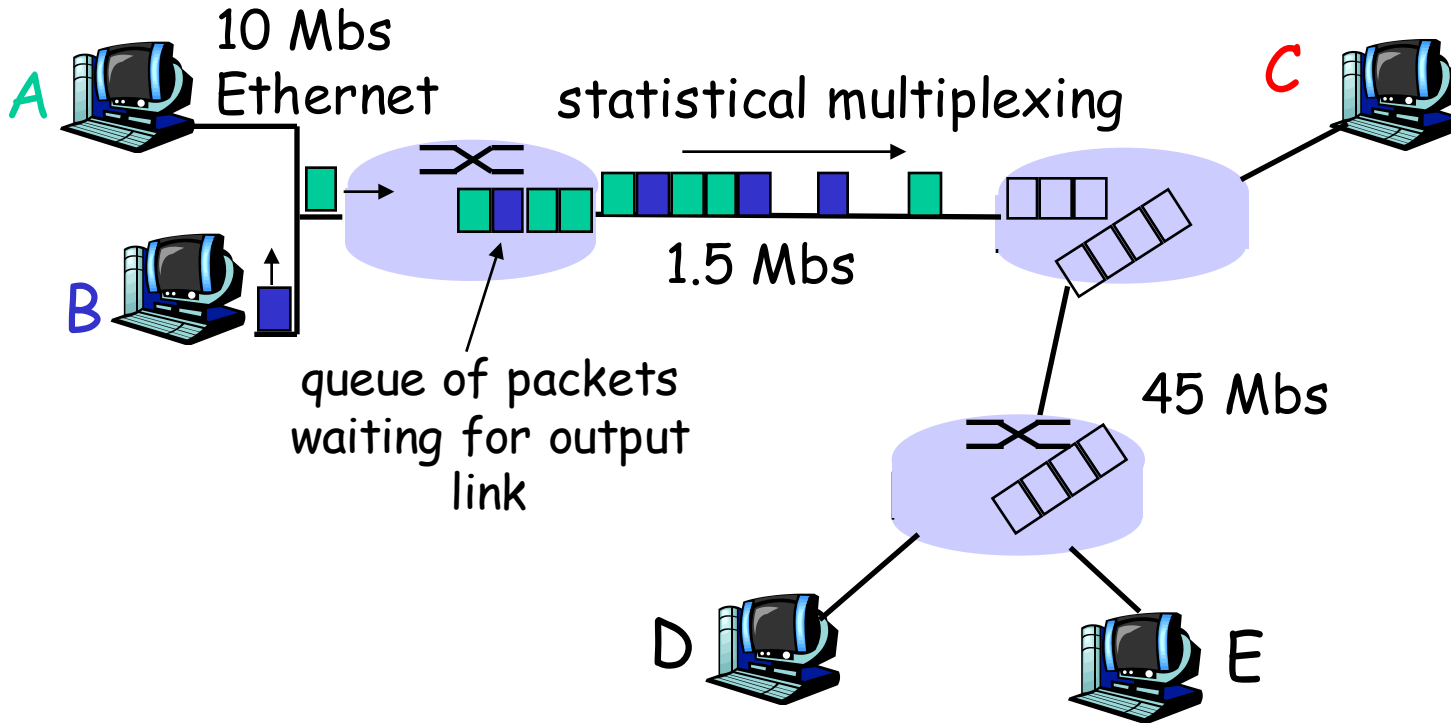 10 Mbs
Ethernet
A
statistical multiplexing
C
B
1.5 Mbs
queue of packets
waiting for output
link
45 Mbs
D
E